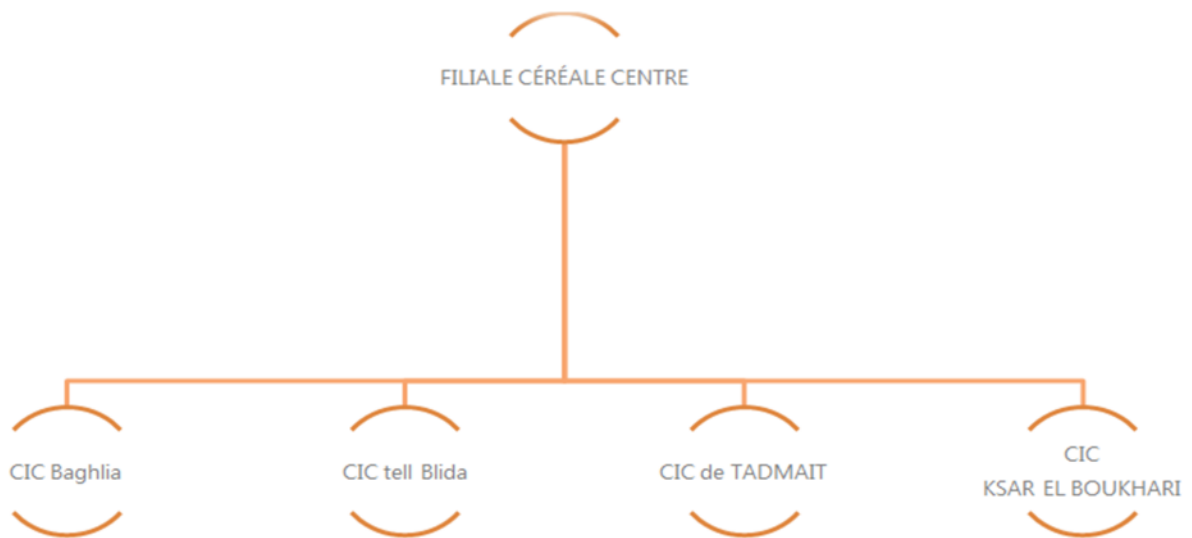 FILIALE CÉRÉALE CENTRE
CIC Baghlia
CIC tell Blida
CIC de TADMAIT
CIC
KSAR EL BOUKHARI